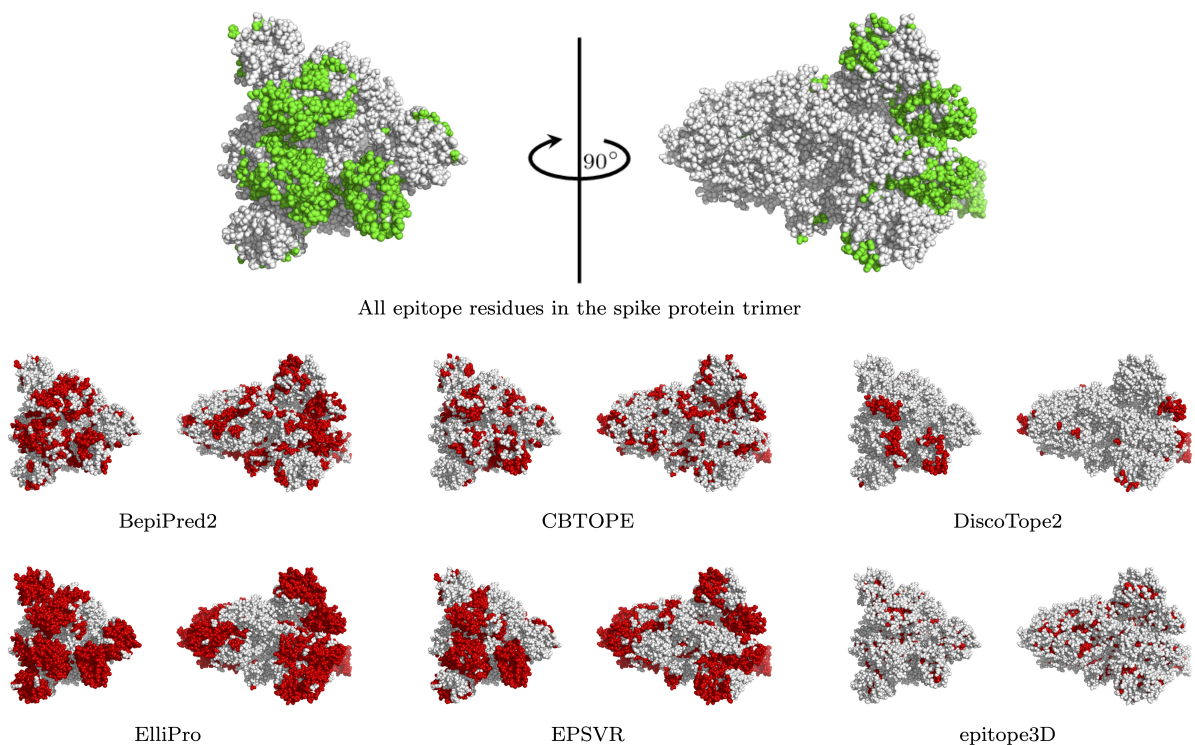 90°
All epitope residues in the spike protein trimer
BepiPred2 CBTOPE DiscoTope2
ElliPro EPSVR epitope3D